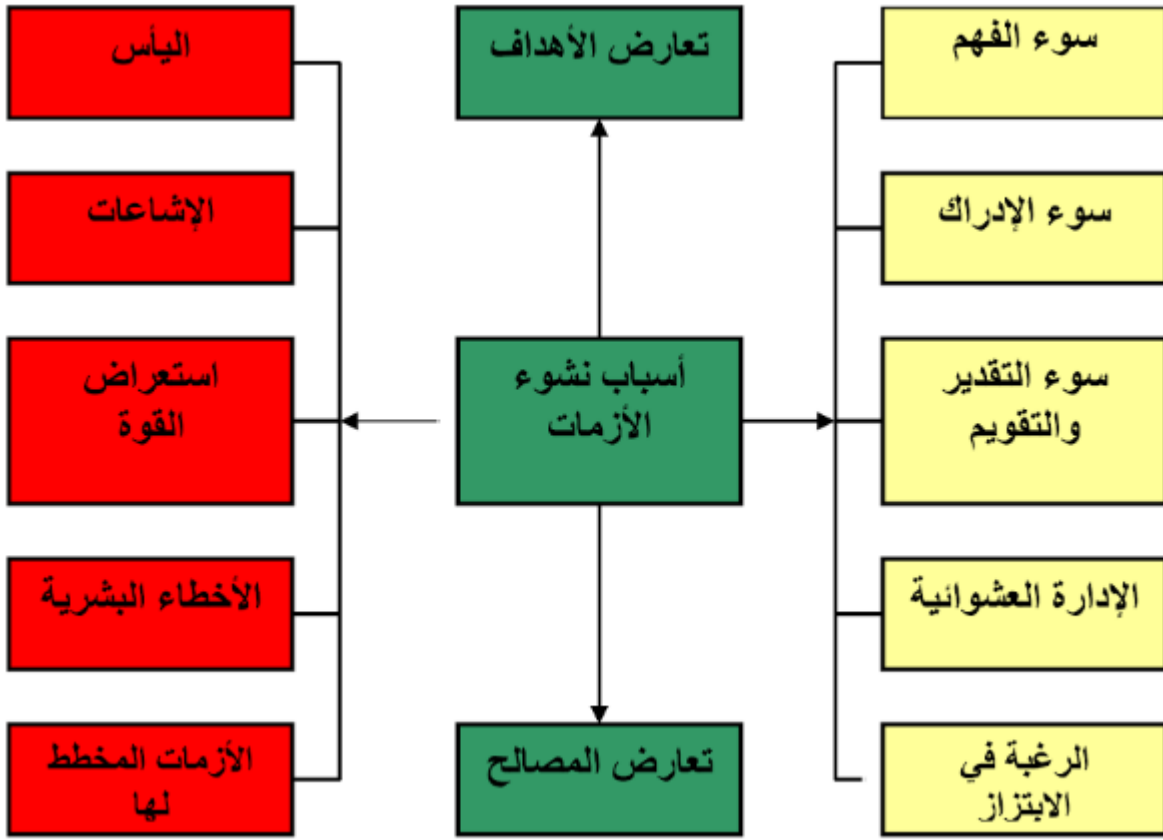 سوء الفهم
تعارض الأهداف
اليأس
سوء الإدراك
الإشاعات
سوء التقدير
والتقويم
أسباب نشوء
الأزمات
استعراض
القوة
الإدارة العشوائية
الأخطاء البشرية
الرغبة في
الابتزاز
تعارض المصالح
الأزمات المخطط
لها